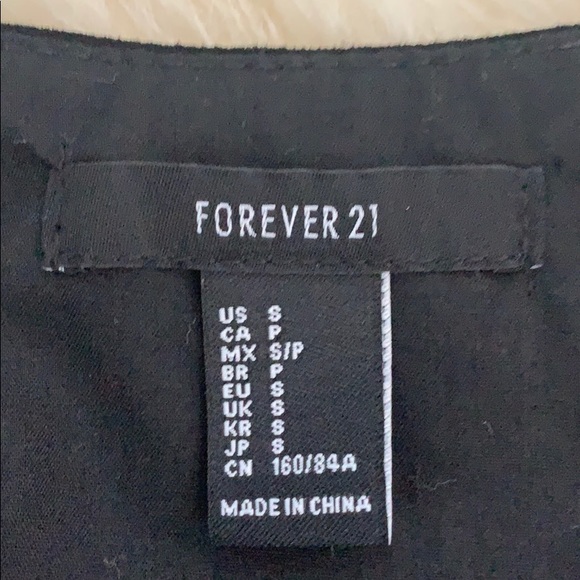 FOREVER 21
US S
CA P
MX S/P
BR P
EU S
UK S
KR S
JP S
CN 160/84A
MADE IN CHINA